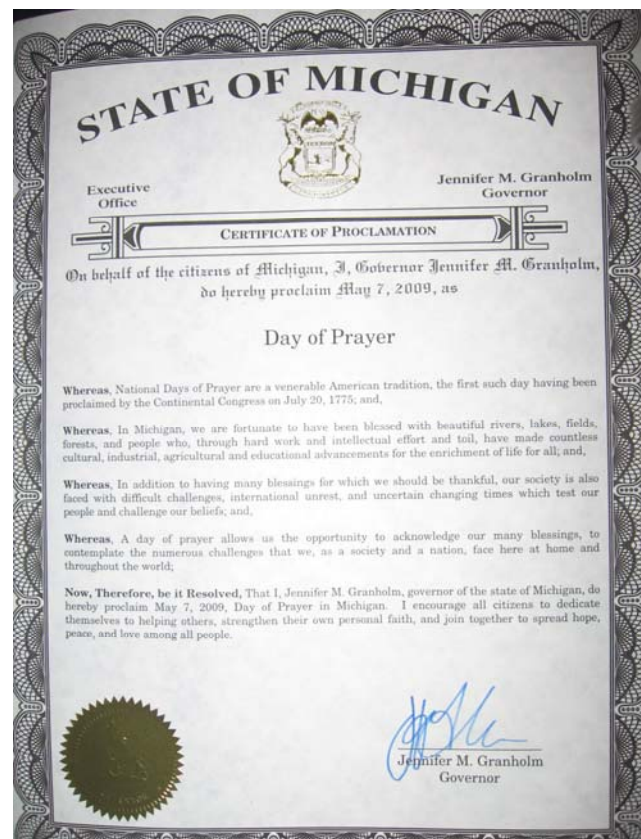 STATE OF MICHIGAN
Executive
Office
Jennifer M. Granholm
Governor
CERTIFICATE OF PROCLAMATION
On behalf of the citizens of Michigan, I, Governor Jennifer M. Granholm,
do hereby proclaim May 7, 2009, as
Day of Prayer
Whereas, National Days of Prayer are a venerable American tradition, the first such day having been
proclaimed by the Continental Congress on July 20, 1775; and,
Whereas, In Michigan, we are fortunate to have been blessed with beautiful rivers, lakes, fields,
forests, and people who, through hard work and intellectual effort and toil, have made countless
cultural, industrial, agricultural and educational advancements for the enrichment of life for all; and,
Whereas, In addition to having many blessings for which we should be thankful, our society is also
faced with difficult challenges, international unrest, and uncertain changing times which test our
people and challenge our beliefs; and,
Whereas, A day of prayer allows us the opportunity to acknowledge our many blessings, to
contemplate the numerous challenges that we, as a society and a nation, face here at home and
throughout the world;
Now, Therefore, be it Resolved, That I, Jennifer M. Granholm, governor of the state of Michigan, do
hereby proclaim May 7, 2009, Day of Prayer in Michigan. I encourage all citizens to dedicate
themselves to helping others, strengthen their own personal faith, and join together to spread hope,
peace, and love among all people.
Jennifer M. Granholm
Governor